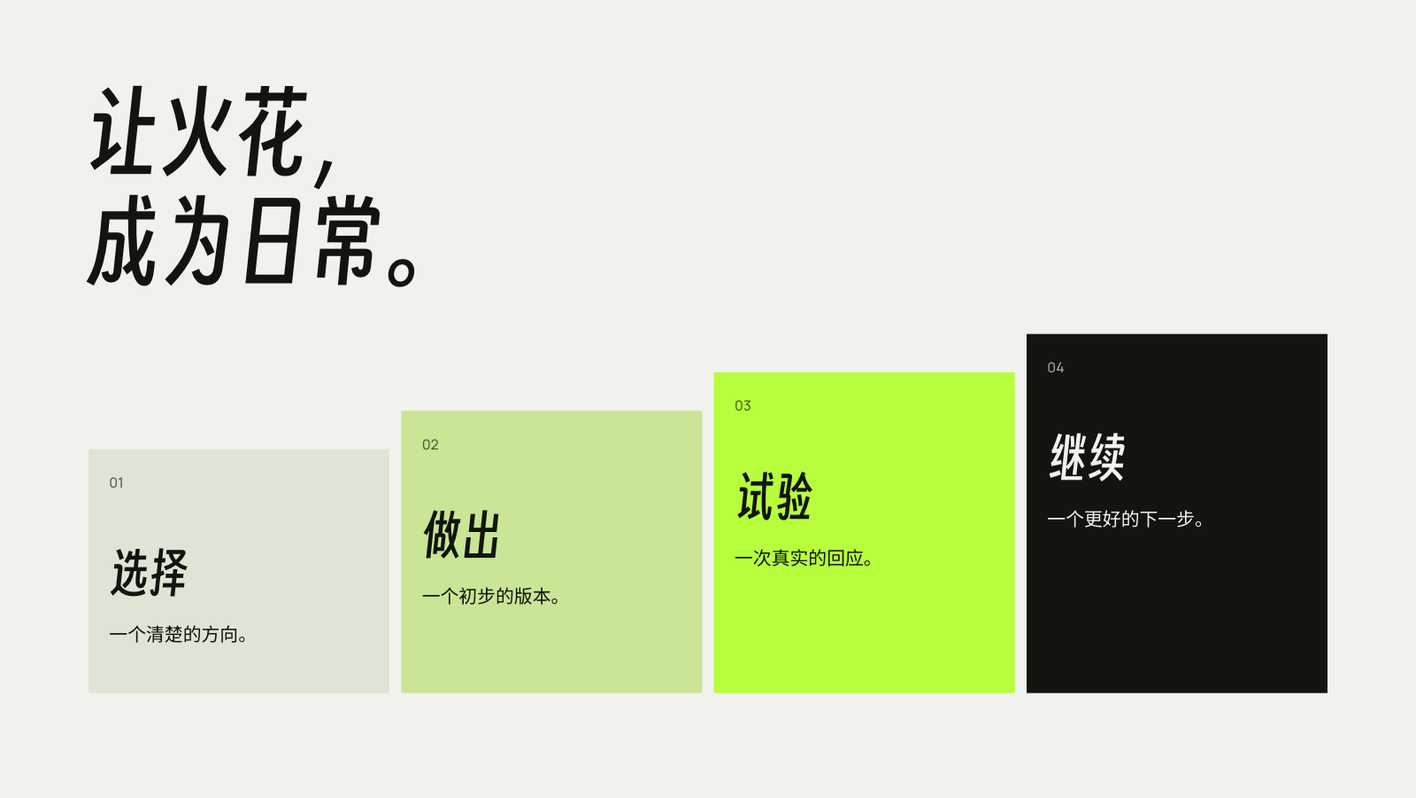 让火花，
成为日常。
01
选择
一个清楚的方向。
02
做出
一个初步的版本。
03
试验
一次真实的回应。
04
继续
一个更好的下一步。